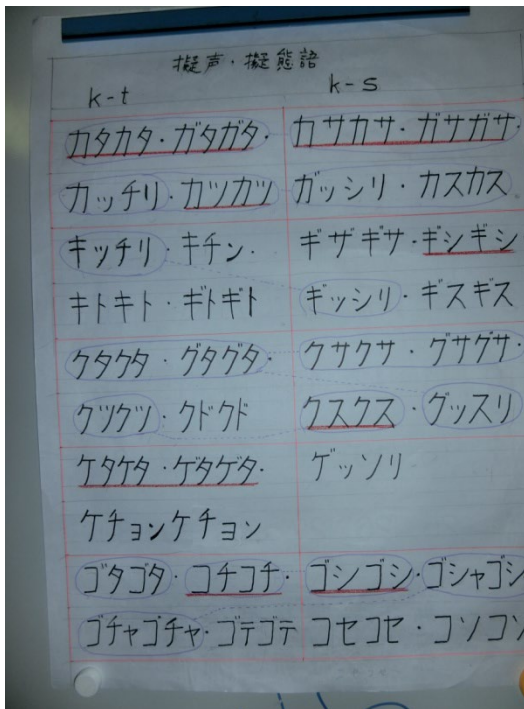 擬声・擬態語
k-t k-s
カタカタ・ガタガタ・ カサカサ・ガサガサ・
カッチリ・カツカツ ガッシリ・カスカス
キッチリ・キチン・ ギザギザ・ギシギシ
キトキト・ギトギト ギッシリ・ギスギス
クタクタ・グタグタ・ クサクサ・グサグサ・
クツクツ・クドクド クスクス・グッスリ
ケタケタ・ゲタゲタ・ ゲッソリ
ケチョンケチョン
ゴタゴタ・コチコチ・ ゴシゴシ・ゴシャゴシ
ゴチャゴチャ・ゴテゴテ コセコセ・コソコソ